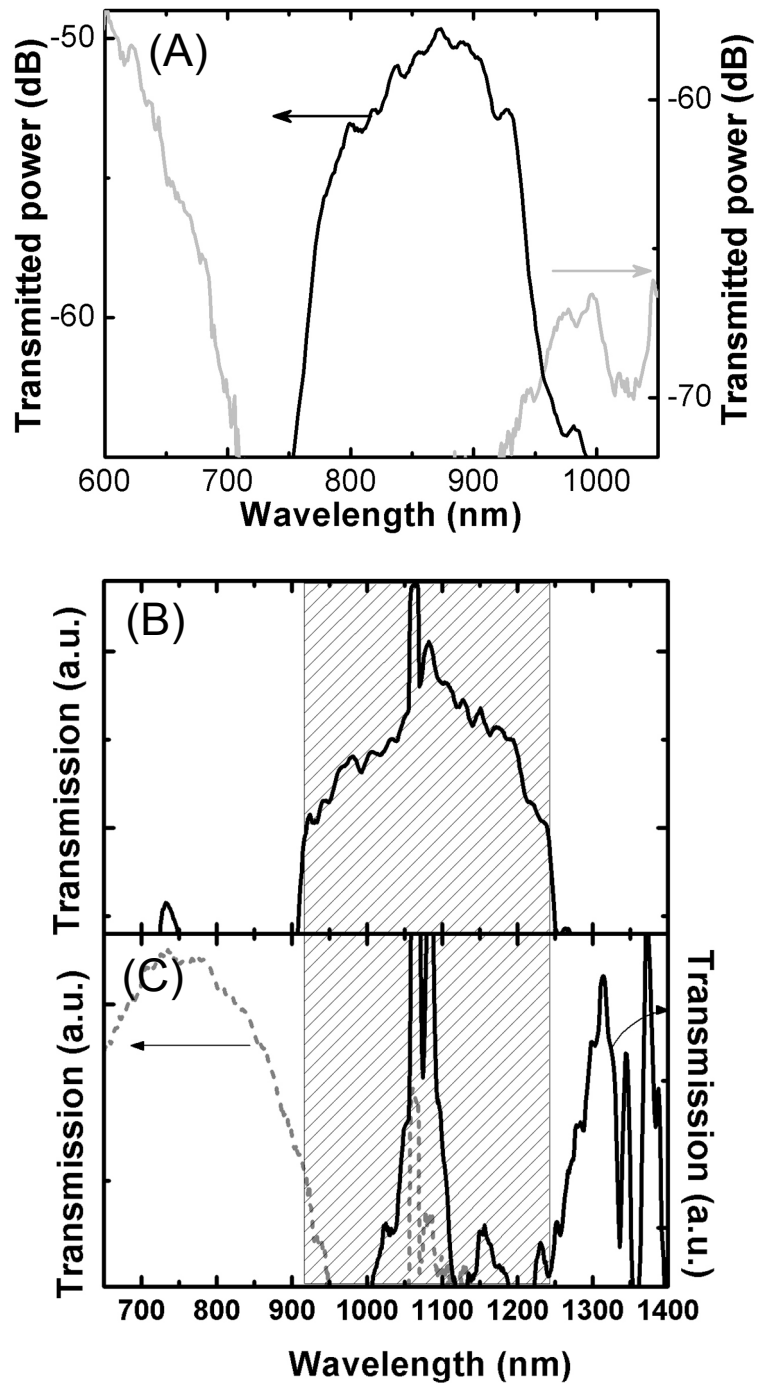 (A)
Transmitted power (dB)
-50
-60
Transmitted power (dB)
-60
-70
600 700 800 900 1000
Wavelength (nm)
(B)
Transmission (a.u.)
(C)
Transmission (a.u.)
Transmission (a.u.)
700 800 900 1000 1100 1200 1300 1400
Wavelength (nm)